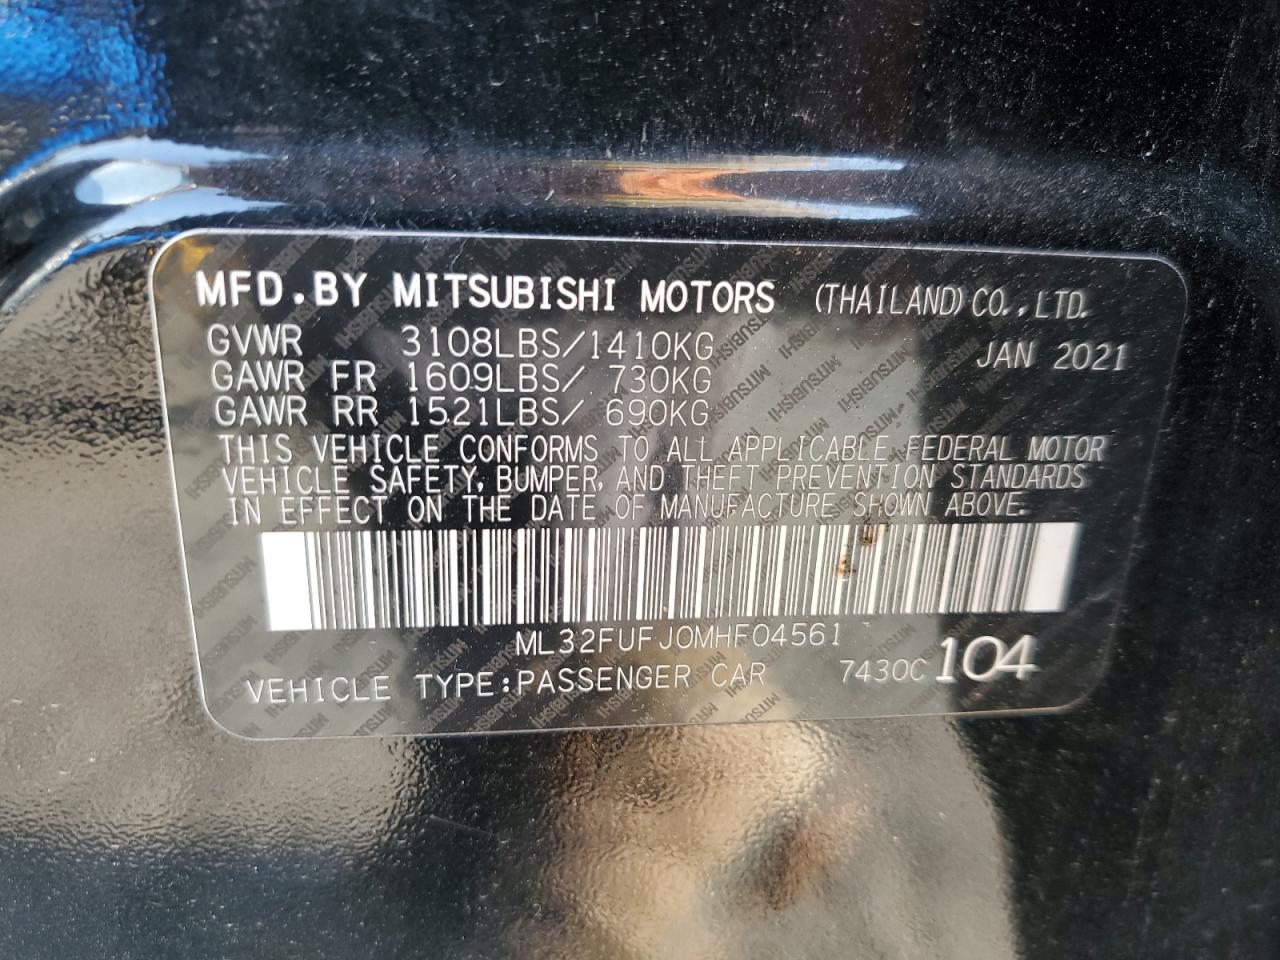 MFD.BY MITSUBISHI MOTORS (THAILAND) CO.,LTD.
GVWR 3108LBS/1410KG JAN 2021
GAWR FR 1609LBS/ 730KG
GAWR RR 1521LBS/ 690KG
THIS VEHICLE CONFORMS TO ALL APPLICABLE FEDERAL MOTOR
VEHICLE SAFETY, BUMPER, AND THEFT PREVENTION STANDARDS
IN EFFECT ON THE DATE OF MANUFACTURE SHOWN ABOVE.
ML32FUFJ0MHF04561
VEHICLE TYPE:PASSENGER CAR 7430C 104